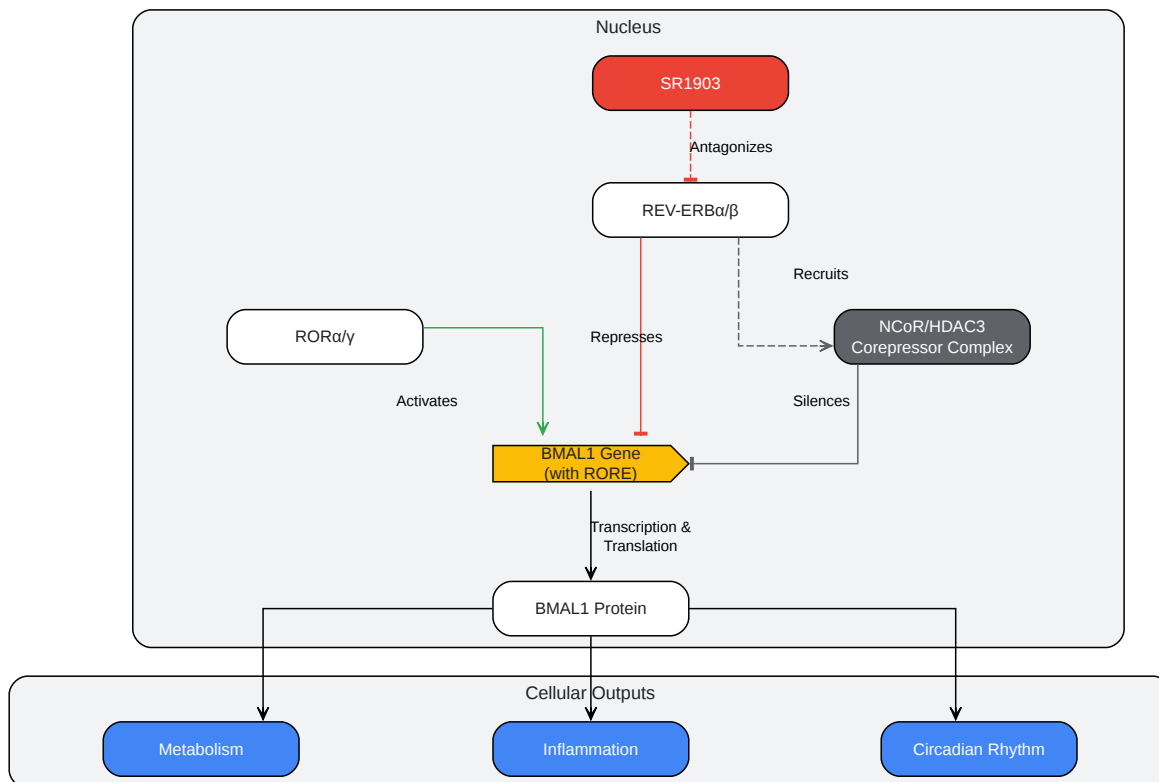 Nucleus
SR1903
Antagonizes
REV-ERBα/β
Recruits
RORα/γ
Represses
NCoR/HDAC3
Corepressor Complex
Activates
Silences
BMAL1 Gene
(with RORE)
Transcription &
Translation
BMAL1 Protein
Cellular Outputs
Metabolism
Inflammation
Circadian Rhythm